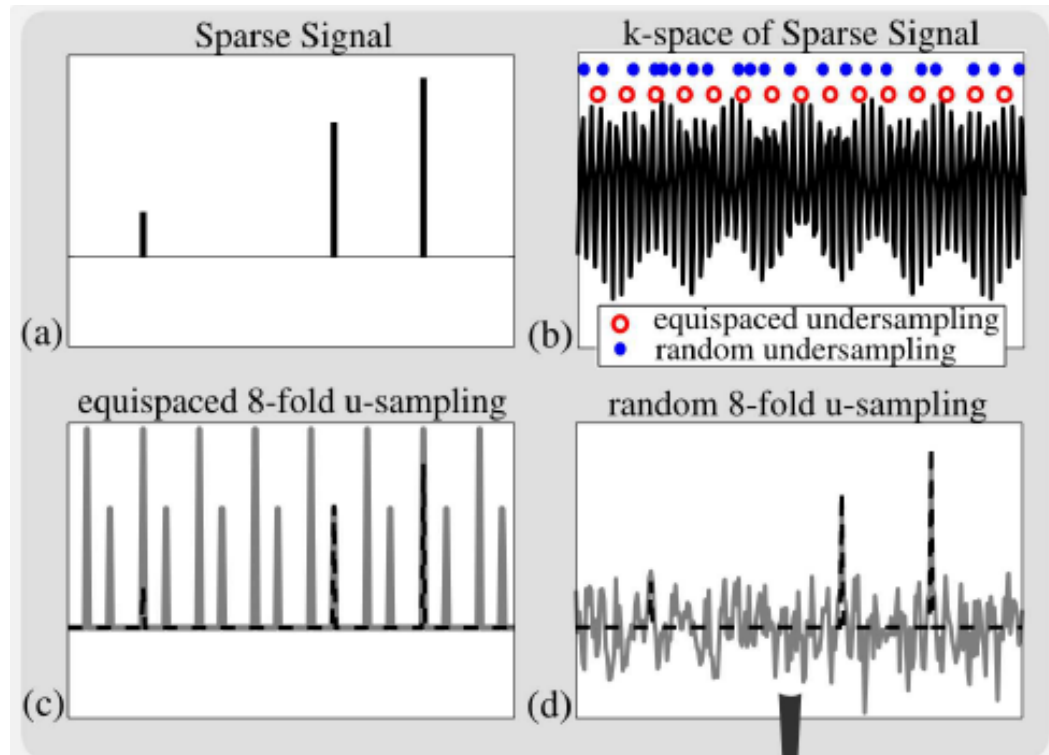 Sparse Signal
(a)
k-space of Sparse Signal
(b)
equispaced undersampling
random undersampling
equispaced 8-fold u-sampling
(c)
random 8-fold u-sampling
(d)